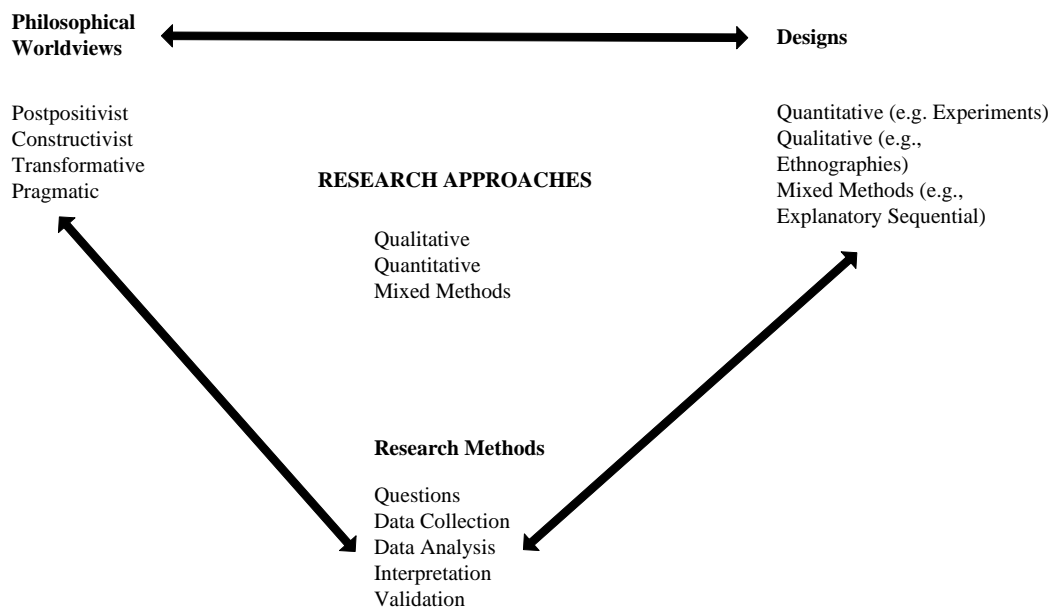 Philosophical
Worldviews
Designs
Postpositivist
Constructivist
Transformative
Pragmatic
Quantitative (e.g. Experiments)
Qualitative (e.g.,
Ethnographies)
Mixed Methods (e.g.,
Explanatory Sequential)
RESEARCH APPROACHES
Qualitative
Quantitative
Mixed Methods
Research Methods
Questions
Data Collection
Data Analysis
Interpretation
Validation